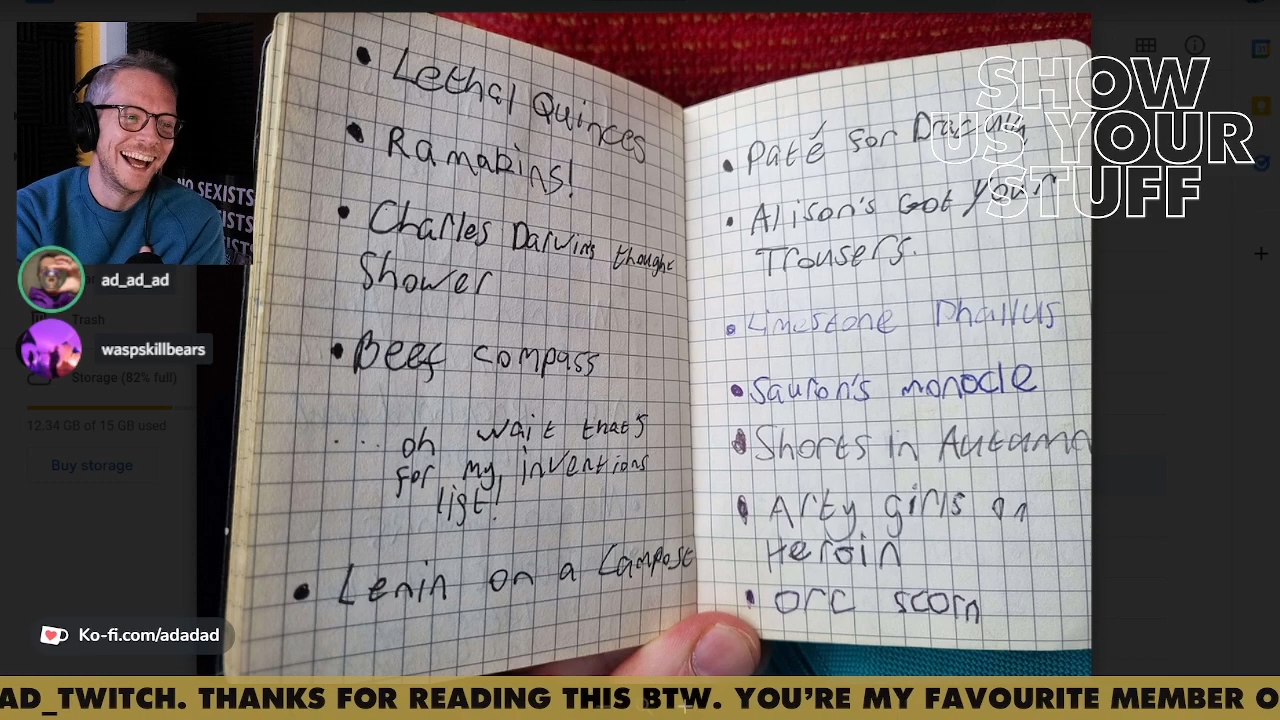 Lethal Quinces
Ramakins!
Charles Darwins thought
Shower
Beef compass
... oh wait that's
for my inventions
list!
Lenin on a Lampost
Paté for
Alison's Got Your
Trousers.
Limestone Phallus
Sauron's monocle
Shorts in Autumn
Arty girls on
Heroin
Orc scorn
SHOW
US YOUR
STUFF
NO SEXISTS
ad_ad_ad
waspskillbears
Trash
Storage (82% full)
12.34 GB of 15 GB used
Buy storage
Ko-fi.com/adadad
AD_TWITCH. THANKS FOR READING THIS BTW. YOU'RE MY FAVOURITE MEMBER O